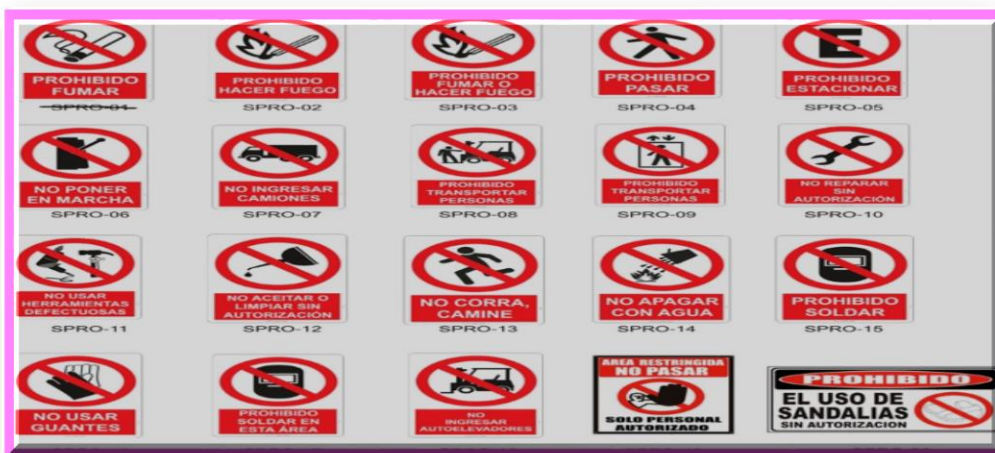 PROHIBIDO
FUMAR
SPRO-01
PROHIBIDO
HACER FUEGO
SPRO-02
PROHIBIDO
FUMAR O
HACER FUEGO
SPRO-03
PROHIBIDO
PASAR
SPRO-04
E
PROHIBIDO
ESTACIONAR
SPRO-05
NO PONER
EN MARCHA
SPRO-06
NO INGRESAR
CAMIONES
SPRO-07
PROHIBIDO
TRANSPORTAR
PERSONAS
SPRO-08
PROHIBIDO
TRANSPORTAR
PERSONAS
SPRO-09
NO REPARAR
SIN
AUTORIZACIÓN
SPRO-10
NO USAR
HERRAMIENTAS
DEFECTUOSAS
SPRO-11
NO ACEITAR O
LIMPIAR SIN
AUTORIZACIÓN
SPRO-12
NO CORRA,
CAMINE
SPRO-13
NO APAGAR
CON AGUA
SPRO-14
PROHIBIDO
SOLDAR
SPRO-15
NO USAR
GUANTES
PROHIBIDO
SOLDAR EN
ESTA ÁREA
NO
INGRESAR
AUTOELEVADORES
AREA RESTRINGIDA
NO PASAR
SOLO PERSONAL
AUTORIZADO
PROHIBIDO
EL USO DE
SANDALIAS
SIN AUTORIZACION